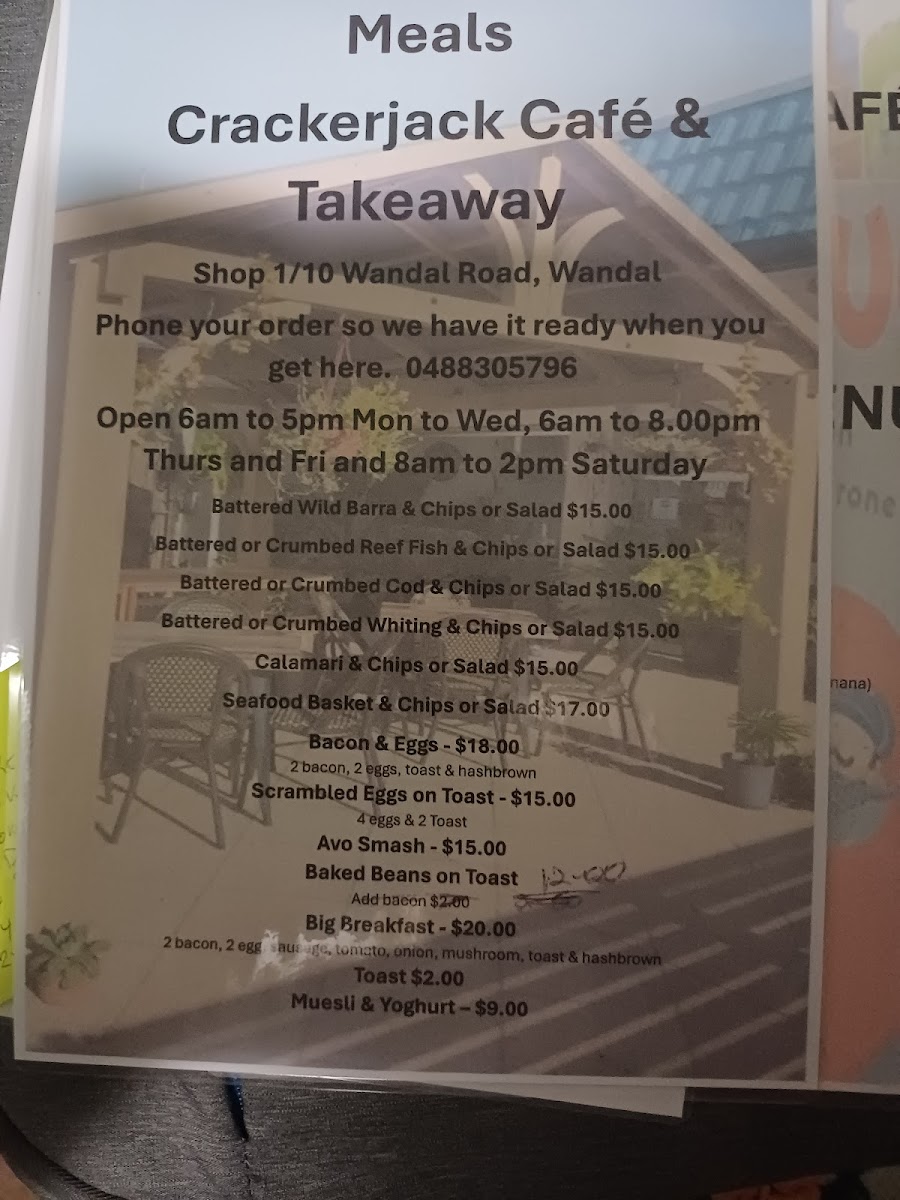 Meals
Crackerjack Café &
Takeaway
Shop 1/10 Wandal Road, Wandal
Phone your order so we have it ready when you
get here. 0488305796
Open 6am to 5pm Mon to Wed, 6am to 8.00pm
Thurs and Fri and 8am to 2pm Saturday
Battered Wild Barra & Chips or Salad $15.00
Battered or Crumbed Reef Fish & Chips or Salad $15.00
Battered or Crumbed Cod & Chips or Salad $15.00
Battered or Crumbed Whiting & Chips or Salad $15.00
Calamari & Chips or Salad $15.00
Seafood Basket & Chips or Salad $17.00
Bacon & Eggs - $18.00
2 bacon, 2 eggs, toast & hashbrown
Scrambled Eggs on Toast - $15.00
4 eggs & 2 Toast
Avo Smash - $15.00
Baked Beans on Toast 12-00
Add bacon $2.00
Big Breakfast - $20.00
2 bacon, 2 egg, shusage, tomato, onion, mushroom, toast & hashbrown
Toast $2.00
Muesli & Yoghurt – $9.00
AFÉ
U
ENU
rone
nana)